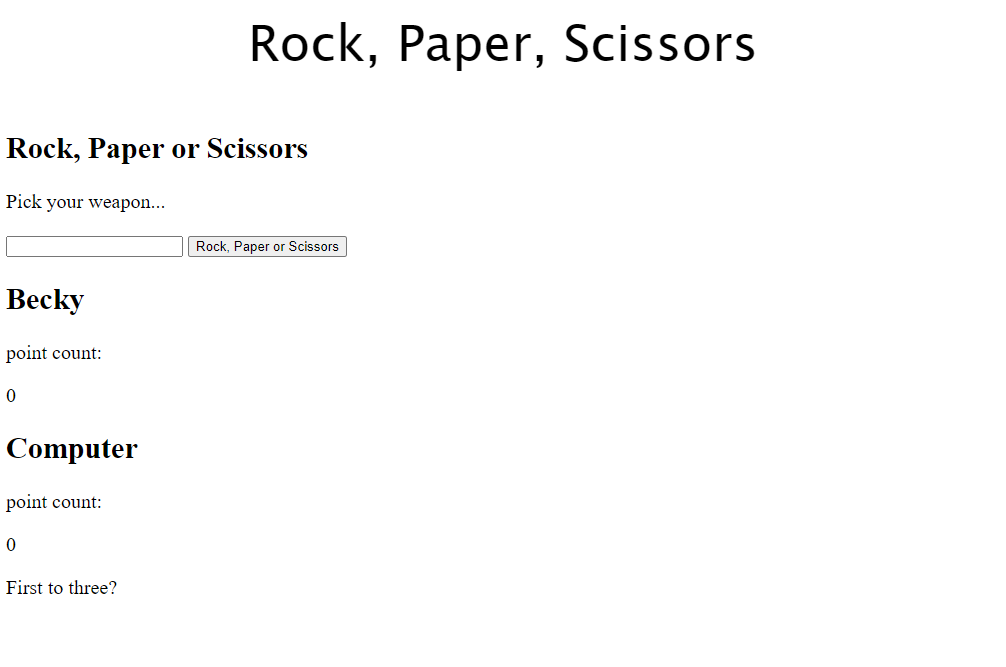 Rock, Paper, Scissors
Rock, Paper or Scissors
Pick your weapon...
Rock, Paper or Scissors
Becky
point count:
0
Computer
point count:
0
First to three?